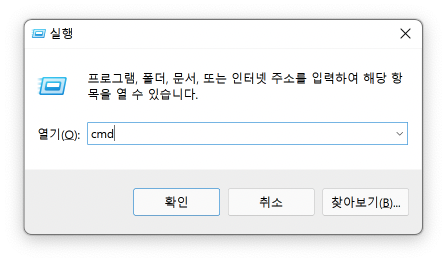 실행
프로그램, 폴더, 문서, 또는 인터넷 주소를 입력하여 해당 항
목을 열 수 있습니다.
열기(O): cmd
확인 취소 찾아보기(B)...